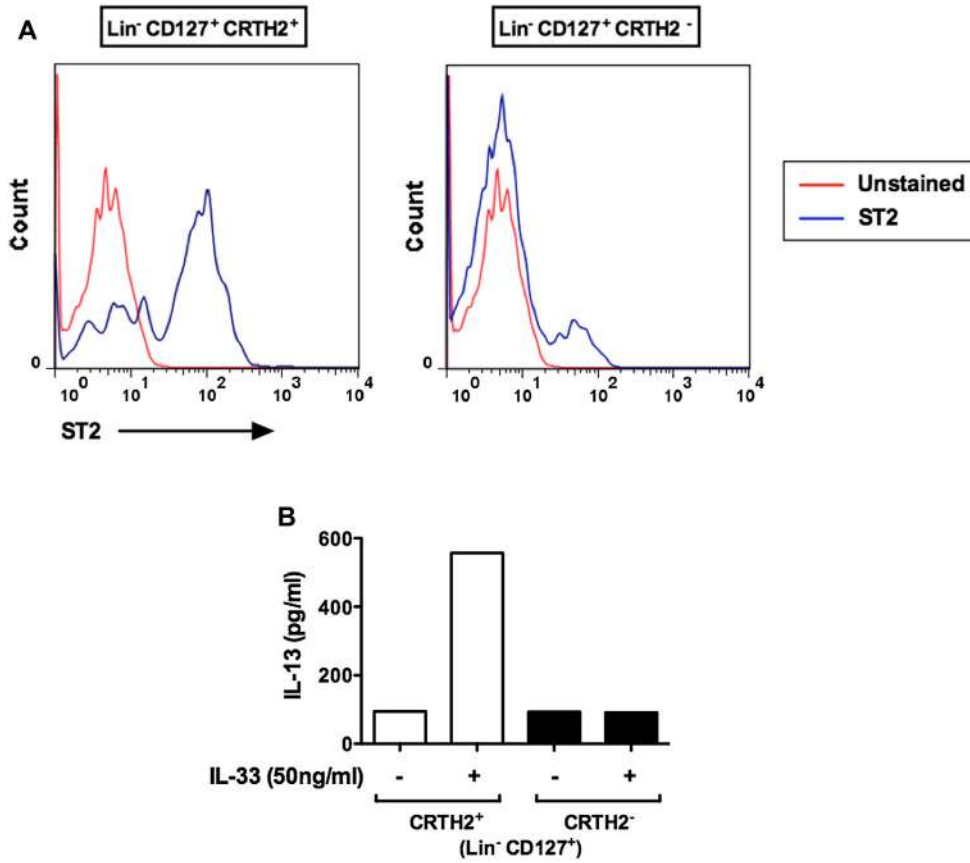 A
Lin⁻ CD127⁺ CRTH2⁺
Lin⁻ CD127⁺ CRTH2 ⁻
Count
0
10⁰ 10¹ 10² 10³ 10⁴
ST2
Count
0
10⁰ 10¹ 10² 10³ 10⁴
Unstained
ST2
B
IL-13 (pg/ml)
600
400
200
0
IL-33 (50ng/ml) - + - +
CRTH2⁺ CRTH2⁻
(Lin⁻ CD127⁺)